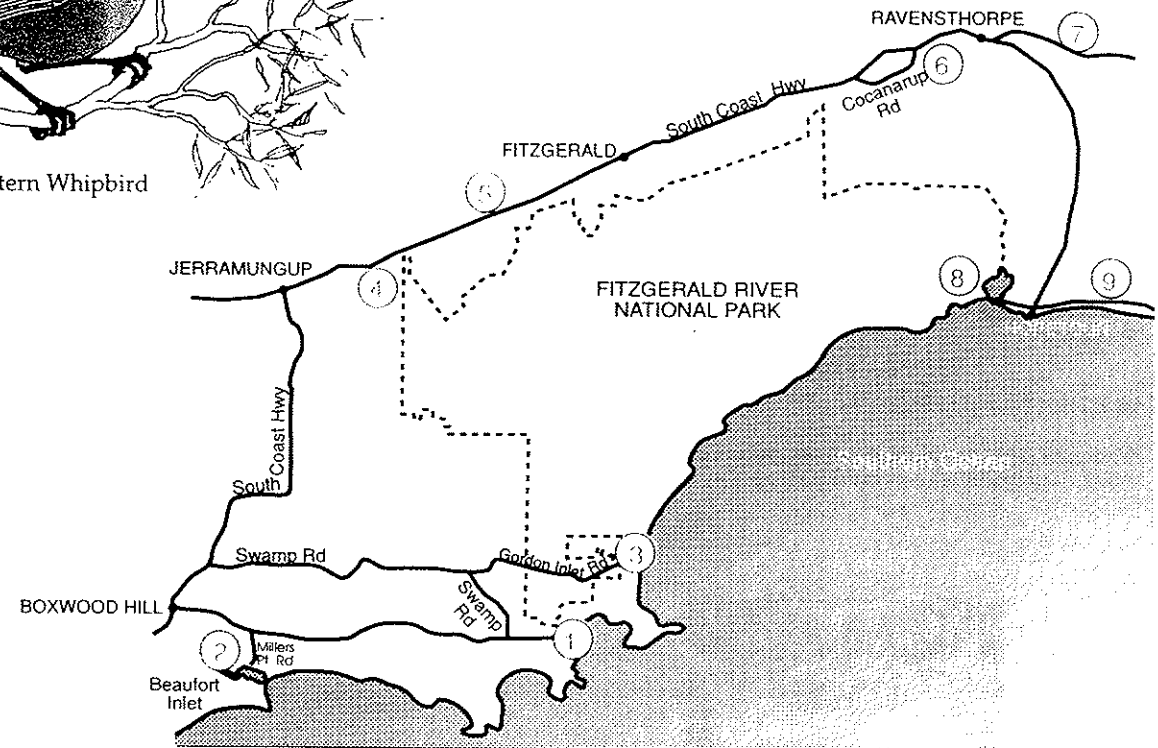 RAVENSTHORPE
7
6
South Coast Hwy
Cocanarup
Rd
FITZGERALD
tern Whipbird
5
JERRAMUNGUP
4
8
9
FITZGERALD RIVER
NATIONAL PARK
South Coast Hwy
Southern Ocean
Swamp Rd
Gordon Inlet Rd
3
Swamp
Rd
BOXWOOD HILL
1
2
Millers
Pt Rd
Beaufort
Inlet